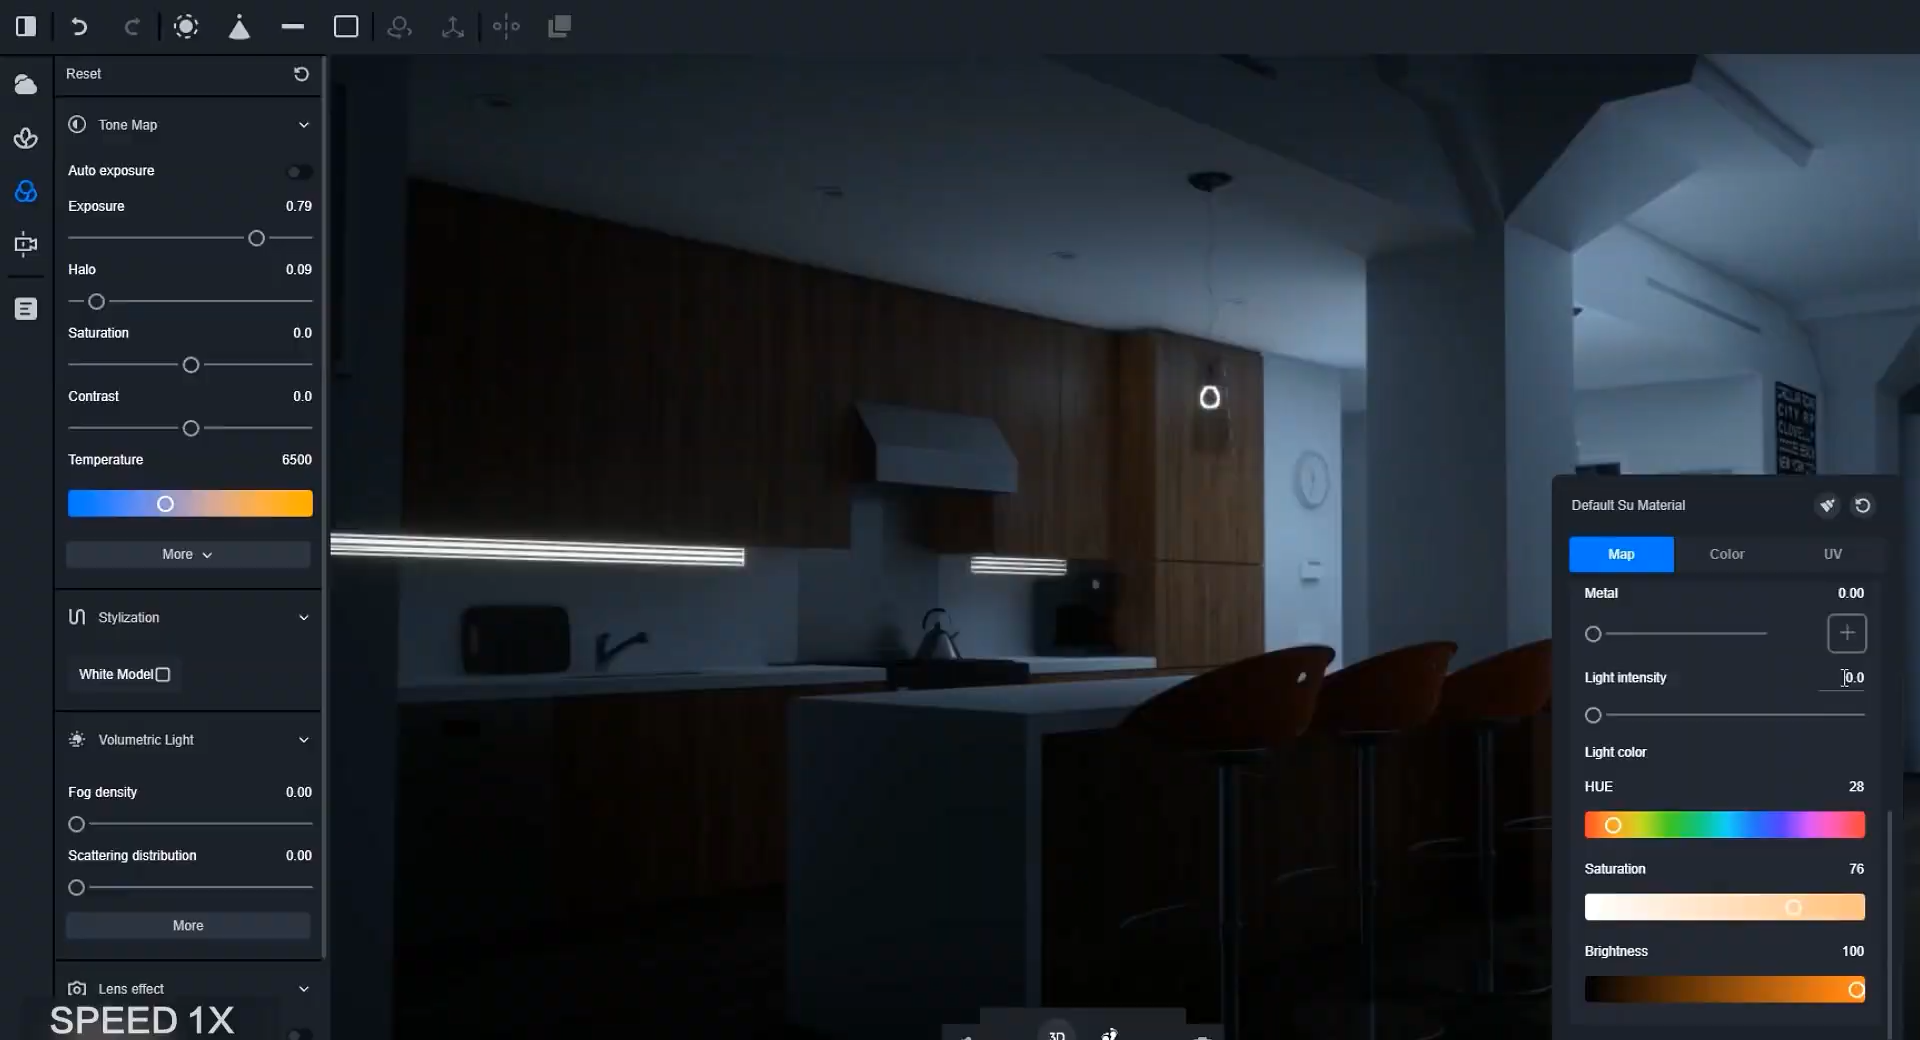 Reset
Tone Map
Auto exposure
Exposure 0.79
Halo 0.09
Saturation 0.0
Contrast 0.0
Temperature 6500
More
Stylization
White Model
Volumetric Light
Fog density 0.00
Scattering distribution 0.00
More
Lens effect
SPEED 1X
CITY
NEW YORK
3D
Default Su Material
Map Color UV
Metal 0.00
Light intensity 0.0
Light color
HUE 28
Saturation 76
Brightness 100